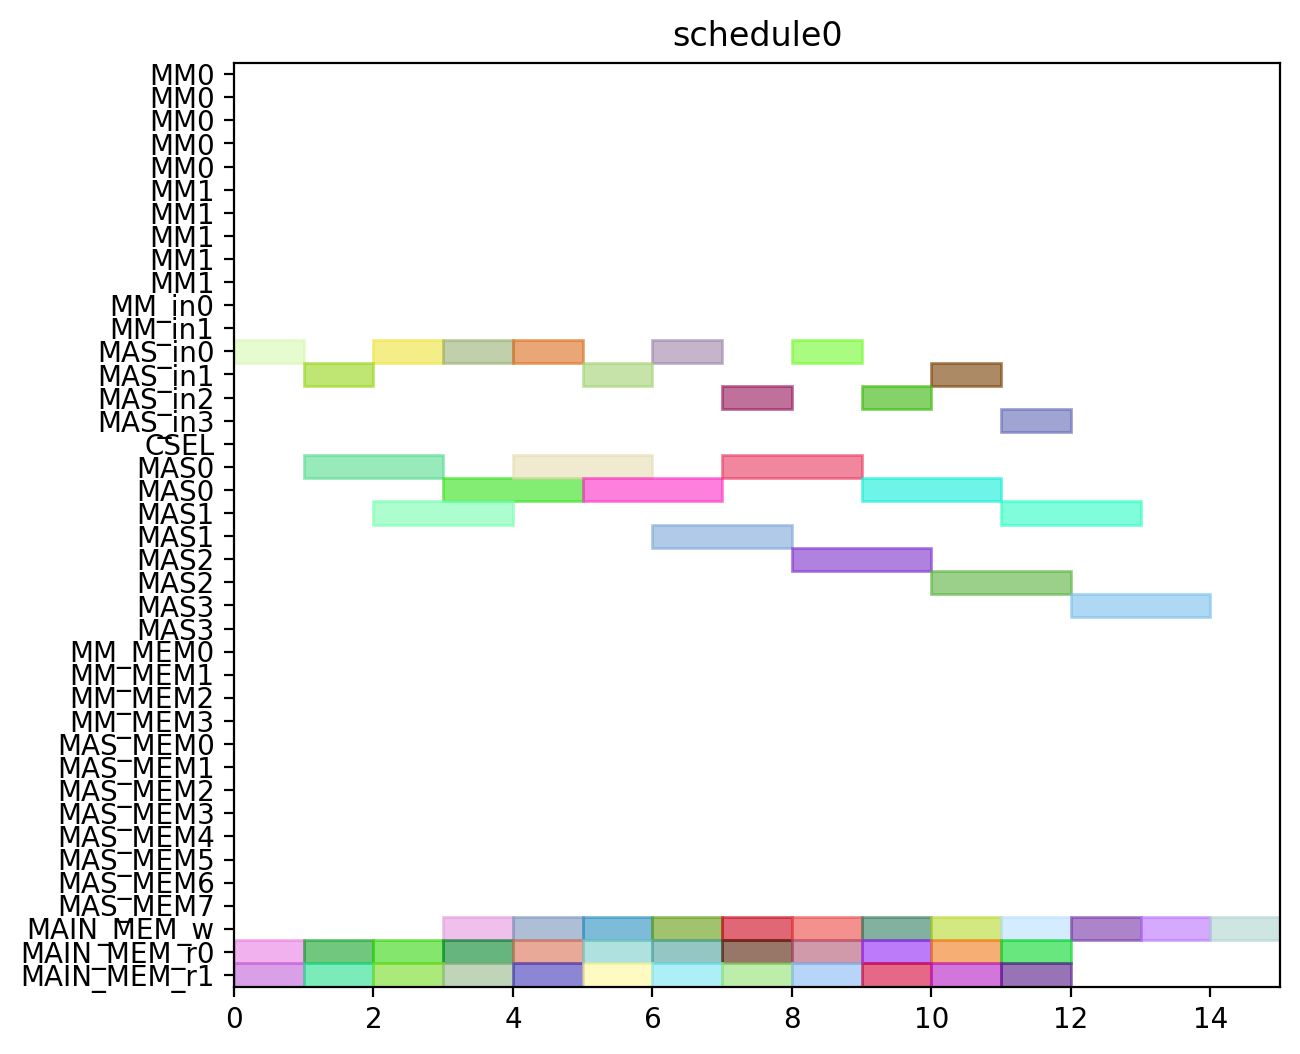 schedule0
MM0
MM0
MM0
MM0
MM0
MM1
MM1
MM1
MM1
MM1
MM_in0
MM_in1
MAS_in0
MAS_in1
MAS_in2
MAS_in3
CSEL
MAS0
MAS0
MAS1
MAS1
MAS2
MAS2
MAS3
MAS3
MM_MEM0
MM_MEM1
MM_MEM2
MM_MEM3
MAS_MEM0
MAS_MEM1
MAS_MEM2
MAS_MEM3
MAS_MEM4
MAS_MEM5
MAS_MEM6
MAS_MEM7
MAIN_MEM_w
MAIN_MEM_r0
MAIN_MEM_r1
0 2 4 6 8 10 12 14